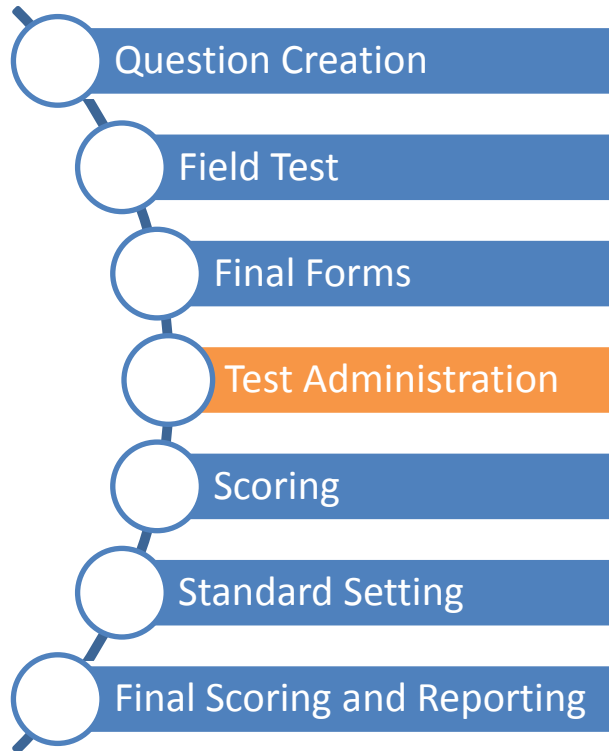 Question Creation
Field Test
Final Forms
Test Administration
Scoring
Standard Setting
Final Scoring and Reporting